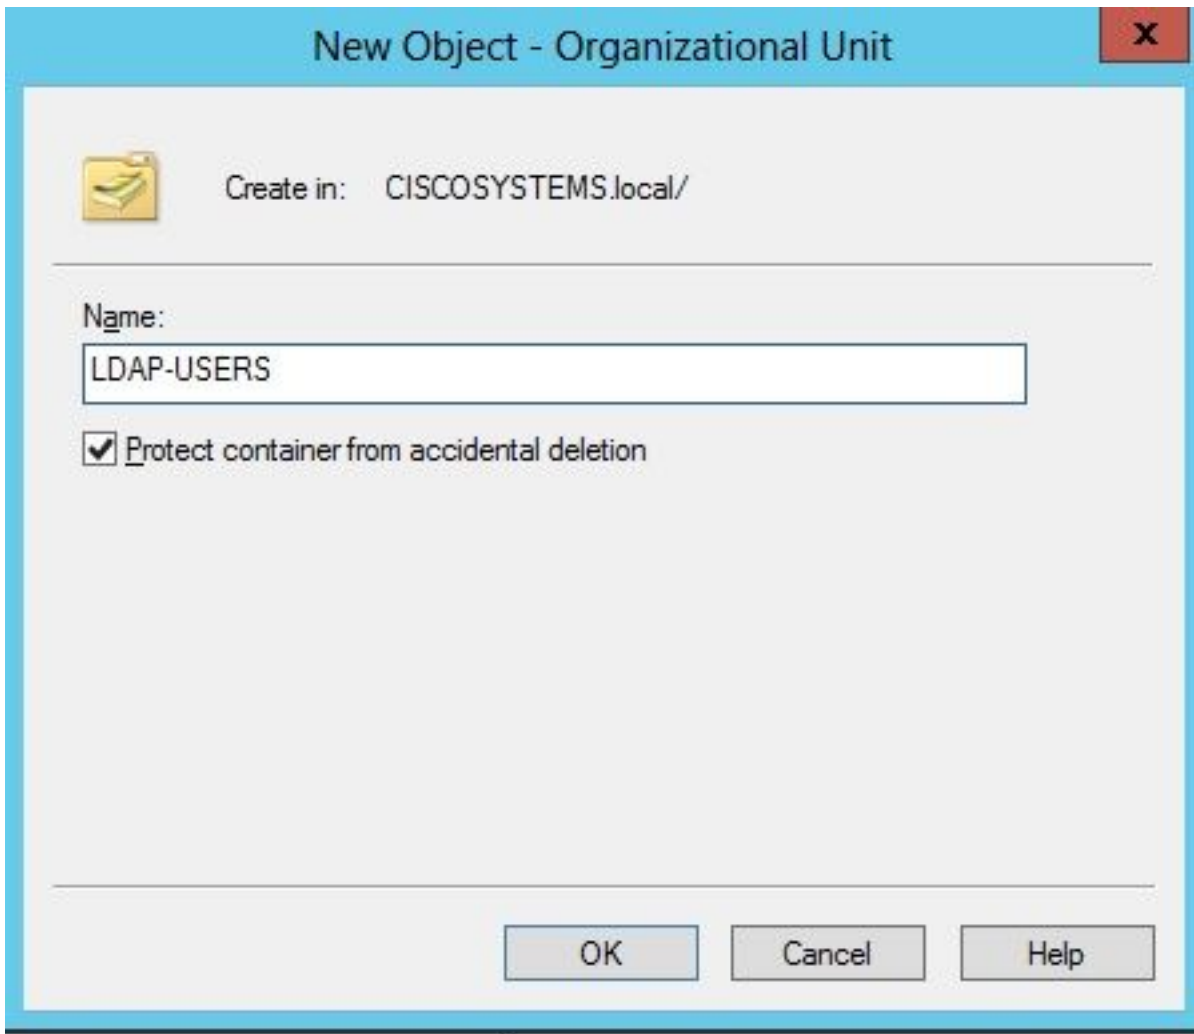 New Object - Organizational Unit
x
Create in: CISCOSYSTEMS.local/
Name:
LDAP-USERS
Protect container from accidental deletion
OK Cancel Help